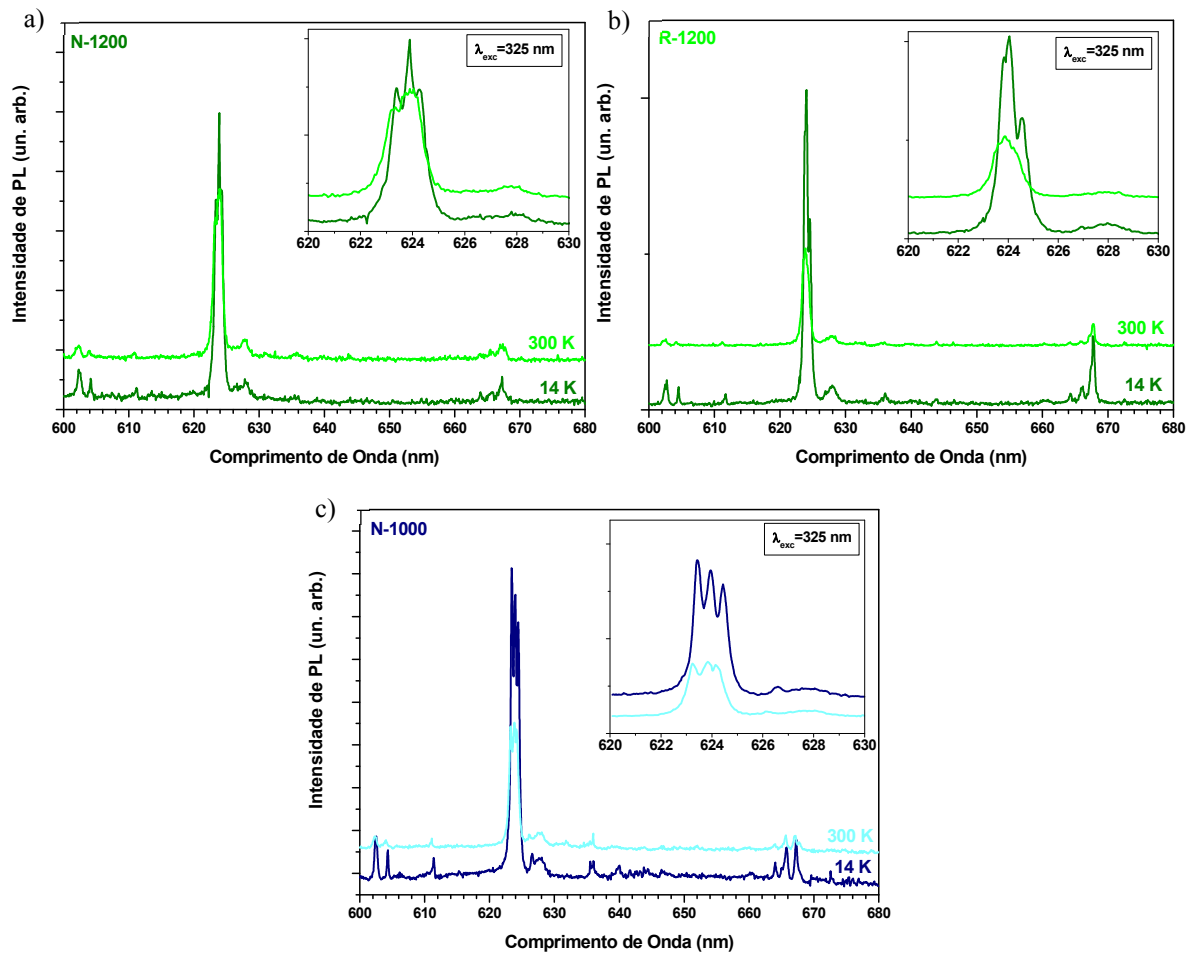 a)
N-1200
λexc=325 nm
620 622 624 626 628 630
300 K
14 K
600 610 620 630 640 650 660 670 680
Comprimento de Onda (nm)
Intensidade de PL (un. arb.)
b)
R-1200
λexc=325 nm
620 622 624 626 628 630
300 K
14 K
600 610 620 630 640 650 660 670 680
Comprimento de Onda (nm)
Intensidade de PL (un. arb.)
c)
N-1000
λexc=325 nm
620 622 624 626 628 630
300 K
14 K
600 610 620 630 640 650 660 670 680
Comprimento de Onda (nm)
Intensidade de PL (un. arb.)